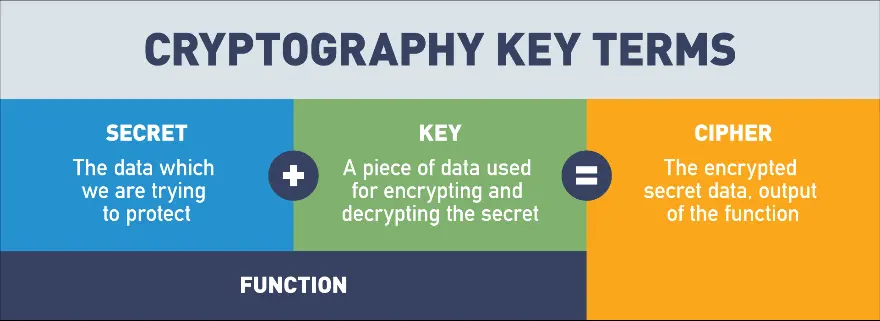 CRYPTOGRAPHY KEY TERMS
SECRET
The data which
we are trying
to protect
+
KEY
A piece of data used
for encrypting and
decrypting the secret
=
CIPHER
The encrypted
secret data, output
of the function
FUNCTION